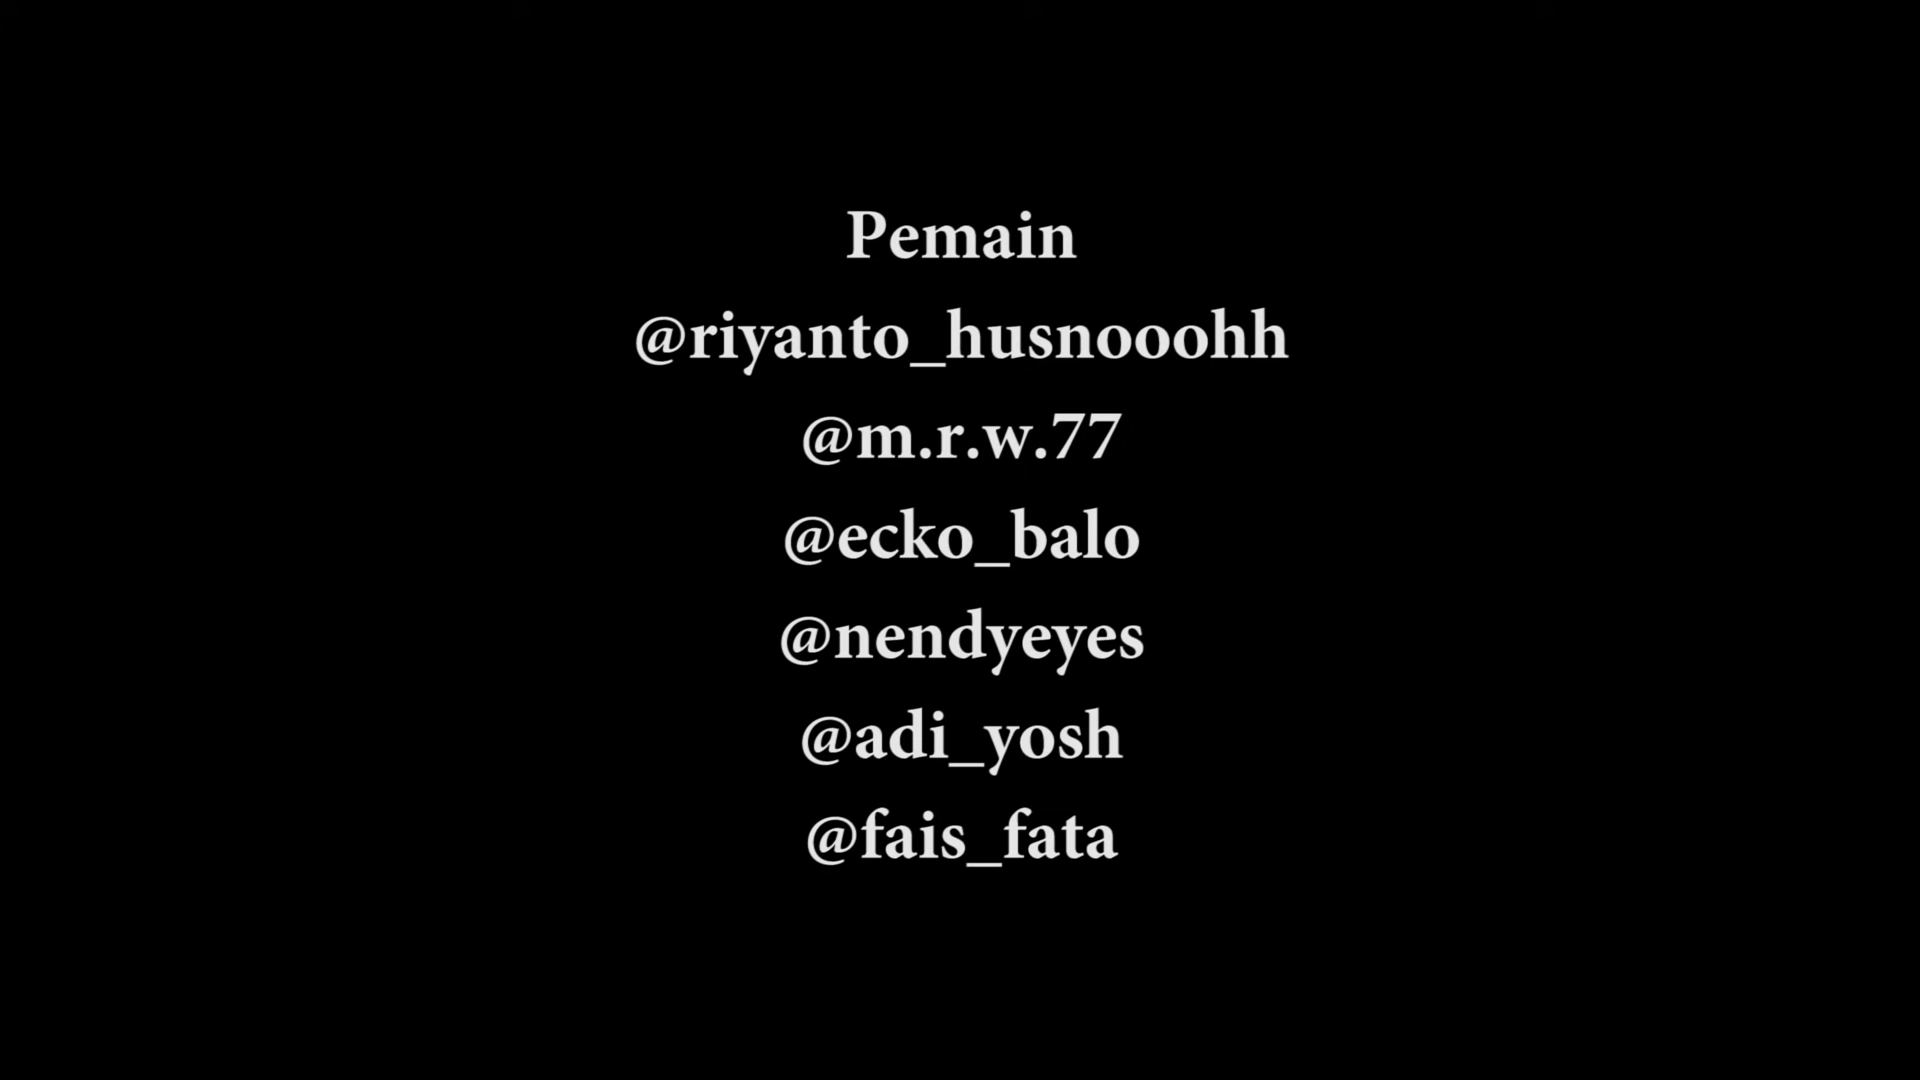 Pemain
@riyanto_husnooohh
@m.r.w.77
@ecko_balo
@nendyeyes
@adi_yosh
@fais_fata